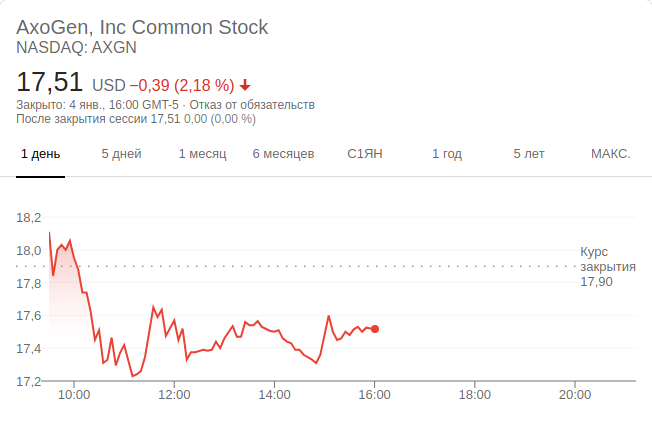 AxoGen, Inc Common Stock
NASDAQ: AXGN
17,51 USD −0,39 (2,18 %)
Закрыто: 4 янв., 16:00 GMT-5 · Отказ от обязательств
После закрытия сессии 17,51 0,00 (0,00 %)
1 день 5 дней 1 месяц 6 месяцев С1ЯН 1 год 5 лет МАКС.
18,2
18,0
Курс
закрытия
17,90
17,8
17,6
17,4
17,2
10:00 12:00 14:00 16:00 18:00 20:00